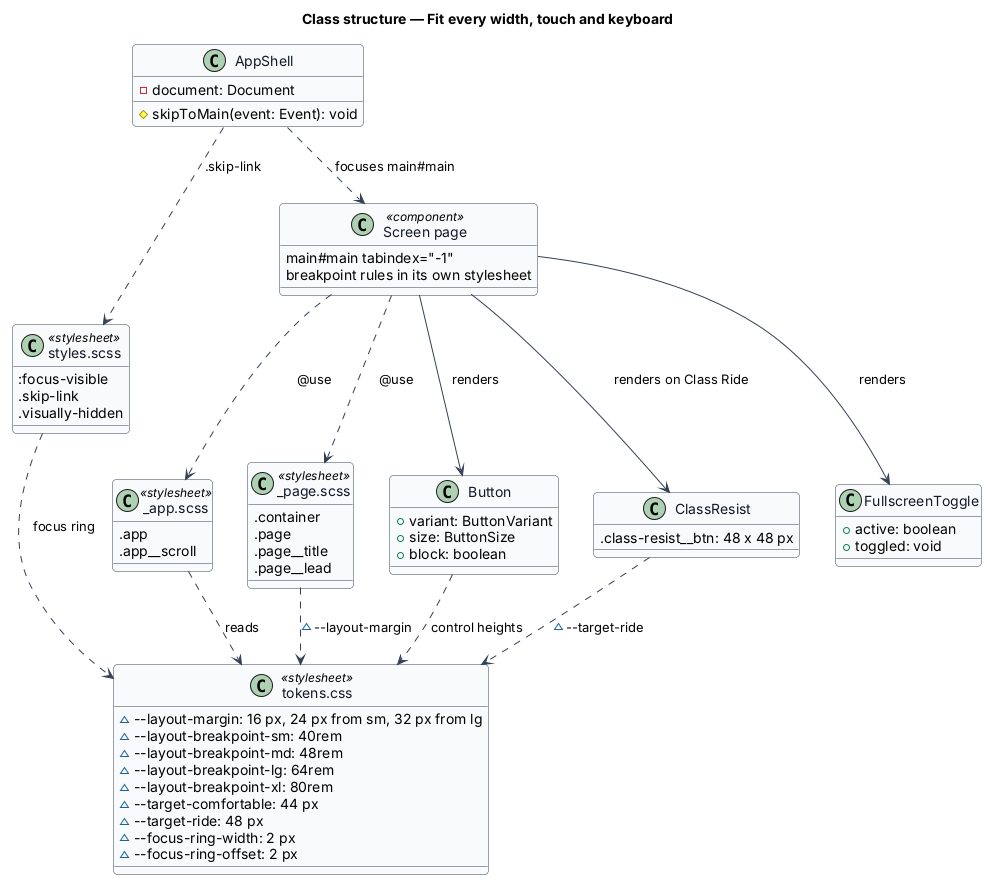 Class structure — Fit every width, touch and keyboard
C AppShell
document: Document
skipToMain(event: Event): void
.skip-link
focuses main#main
«component»
C Screen page
main#main tabindex="-1"
breakpoint rules in its own stylesheet
«stylesheet»
C styles.scss
:focus-visible
.skip-link
.visually-hidden
@use
@use
renders
renders on Class Ride
renders
«stylesheet»
C _app.scss
.app
.app__scroll
«stylesheet»
C _page.scss
.container
.page
.page__title
.page__lead
C Button
variant: ButtonVariant
size: ButtonSize
block: boolean
C ClassResist
.class-resist__btn: 48 x 48 px
C FullscreenToggle
active: boolean
toggled: void
focus ring
reads
--layout-margin
control heights
--target-ride
«stylesheet»
C tokens.css
--layout-margin: 16 px, 24 px from sm, 32 px from lg
--layout-breakpoint-sm: 40rem
--layout-breakpoint-md: 48rem
--layout-breakpoint-lg: 64rem
--layout-breakpoint-xl: 80rem
--target-comfortable: 44 px
--target-ride: 48 px
--focus-ring-width: 2 px
--focus-ring-offset: 2 px